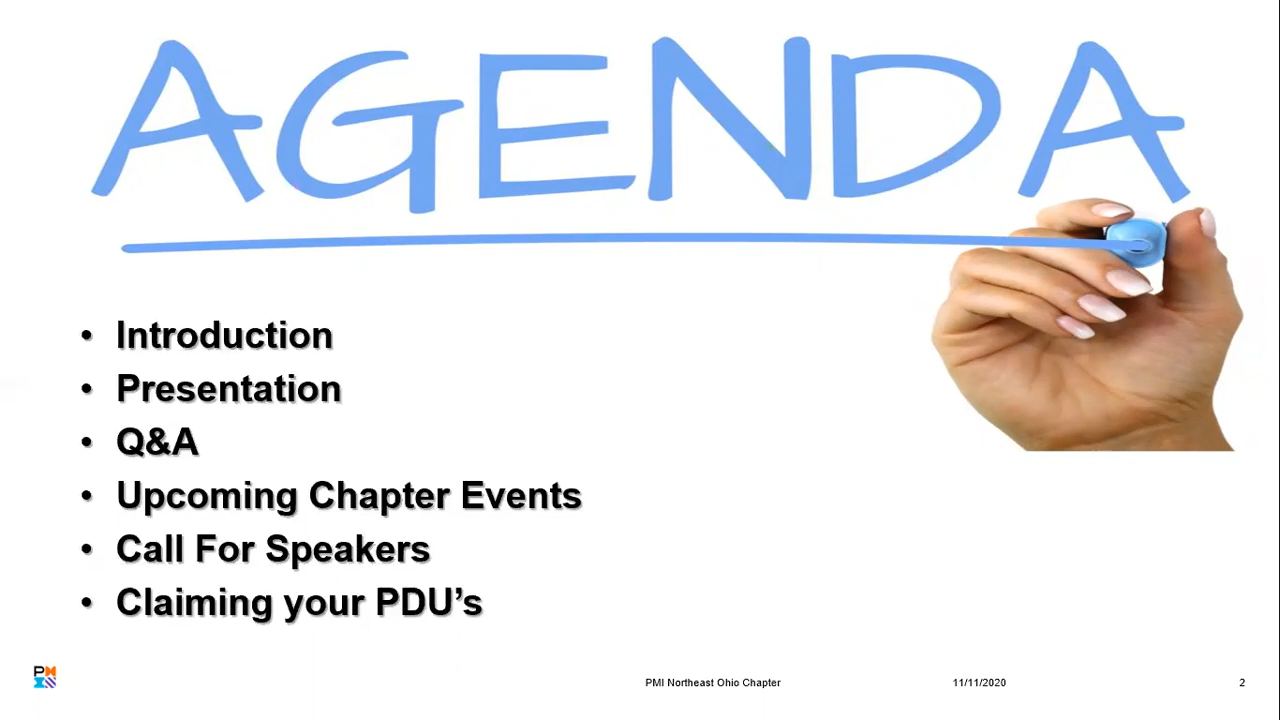 AGENDA
• Introduction
• Presentation
• Q&A
• Upcoming Chapter Events
• Call For Speakers
• Claiming your PDU’s
PMI Northeast Ohio Chapter 11/11/2020 2